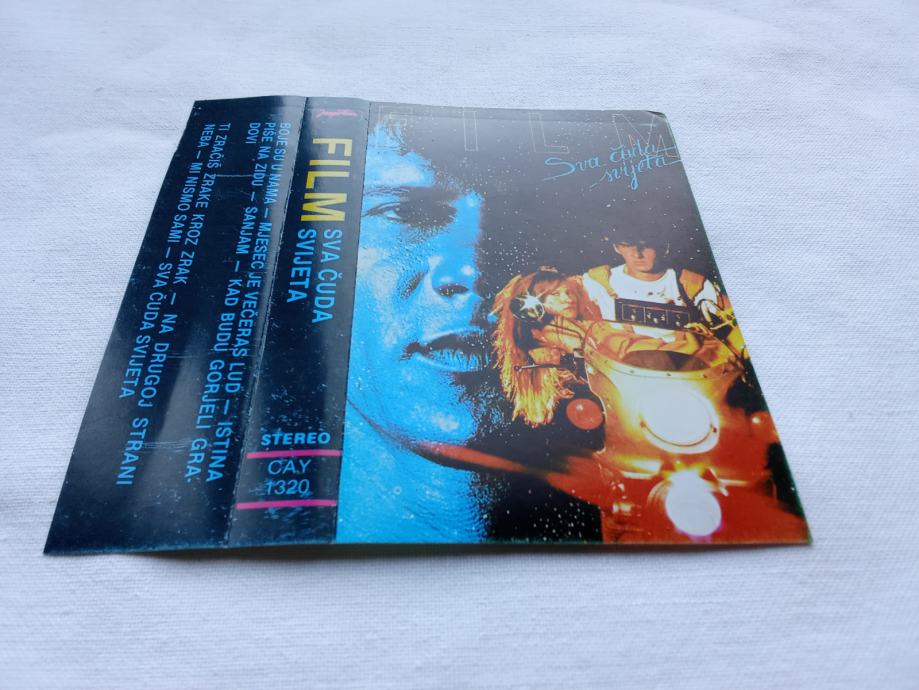 FILM
Sva čuda
svijeta
Jugoton
FILM
SVA ČUDA
SVIJETA
STEREO
CAY
1320
BOJE SU U NAMA – MJESEC JE VEČERAS LUD – ISTINA
PIŠE NA ZIDU – SANJAM – KAD BUDU GORJELI GRA-
DOVI
TI ZRAČIŠ ZRAKE KROZ ZRAK – NA DRUGOJ STRANI
NEBA – MI NISMO SAMI – SVA ČUDA SVIJETA